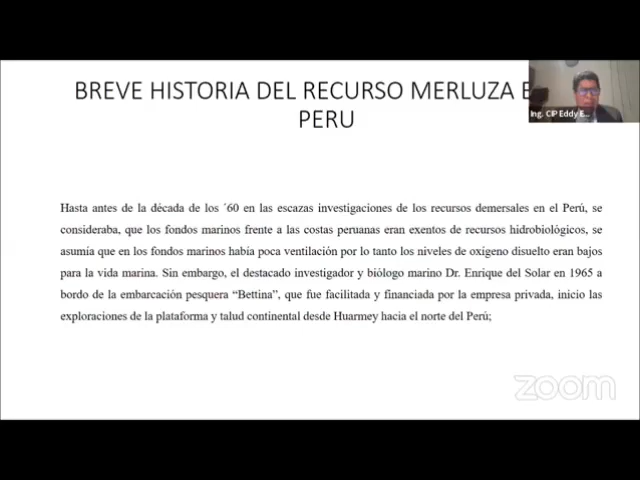 BREVE HISTORIA DEL RECURSO MERLUZA
PERU
Ing. CIP Eddy E...
Hasta antes de la década de los ´60 en las escazas investigaciones de los recursos demersales en el Perú, se
consideraba, que los fondos marinos frente a las costas peruanas eran exentos de recursos hidrobiológicos, se
asumía que en los fondos marinos había poca ventilación por lo tanto los niveles de oxígeno disuelto eran bajos
para la vida marina. Sin embargo, el destacado investigador y biólogo marino Dr. Enrique del Solar en 1965 a
bordo de la embarcación pesquera “Bettina”, que fue facilitada y financiada por la empresa privada, inicio las
exploraciones de la plataforma y talud continental desde Huarmey hacia el norte del Perú;
zoom